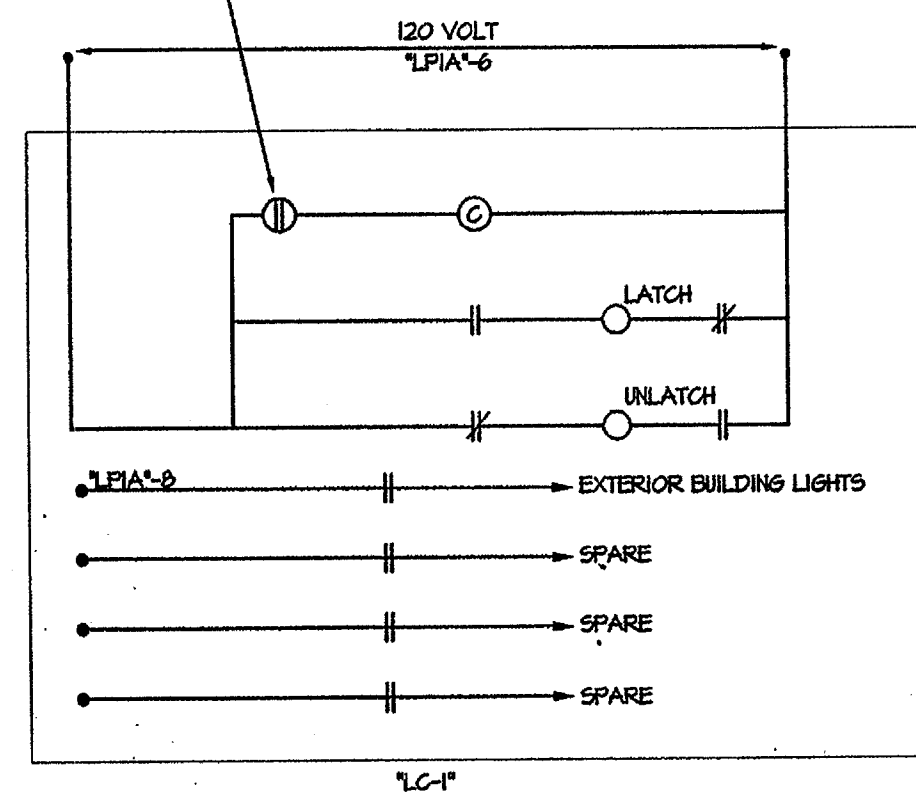 120 VOLT
"LP1A"-6
C
LATCH
UNLATCH
"LP1A"-8
EXTERIOR BUILDING LIGHTS
SPARE
SPARE
SPARE
"LC-1"